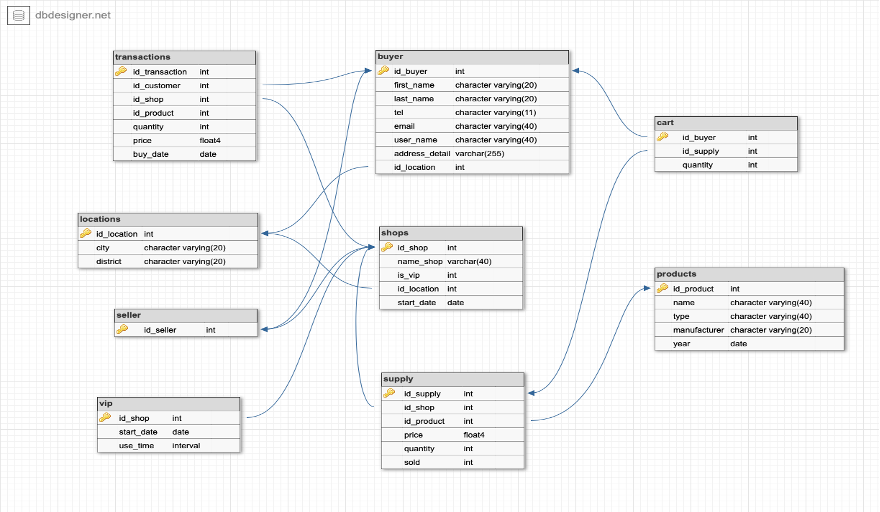 dbdesigner.net
transactions
id_transaction int
id_customer int
id_shop int
id_product int
quantity int
price float4
buy_date date
buyer
id_buyer int
first_name character varying(20)
last_name character varying(20)
tel character varying(11)
email character varying(40)
user_name character varying(40)
address_detail varchar(255)
id_location int
cart
id_buyer int
id_supply int
quantity int
locations
id_location int
city character varying(20)
district character varying(20)
shops
id_shop int
name_shop varchar(40)
is_vip int
id_location int
start_date date
products
id_product int
name character varying(40)
type character varying(40)
manufacturer character varying(20)
year date
seller
id_seller int
supply
id_supply int
id_shop int
id_product int
price float4
quantity int
sold int
vip
id_shop int
start_date date
use_time interval